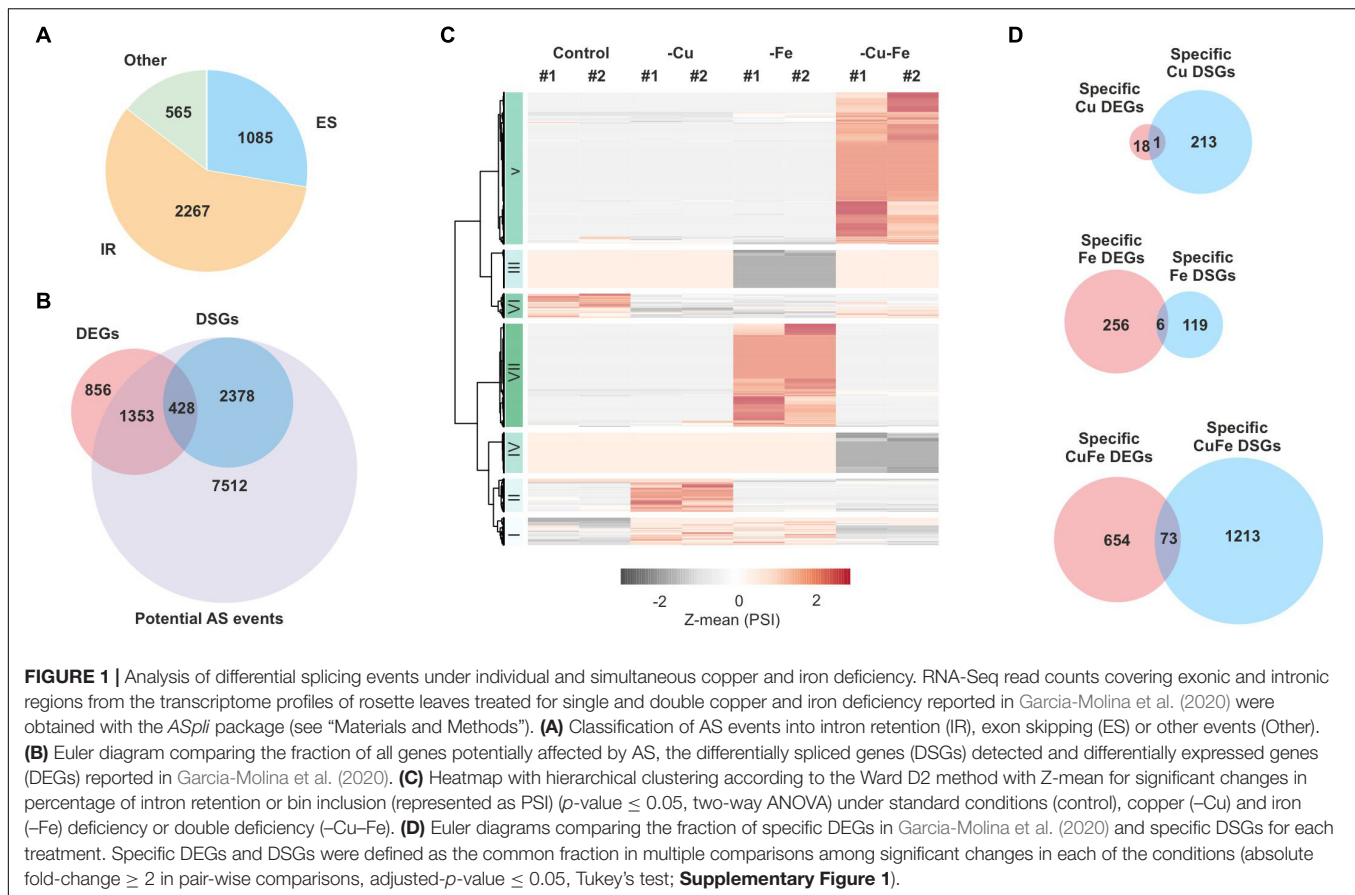 A
Other
565
ES
1085
2267
IR
B
DEGs
DSGs
856
1353
428
2378
7512
Potential AS events
C
Control -Cu -Fe -Cu-Fe
#1 #2 #1 #2 #1 #2 #1 #2
V
III
VI
VII
IV
II
I
-2 0 2
Z-mean (PSI)
D
Specific
Cu DSGs
Specific
Cu DEGs
18 1 213
Specific
Fe DEGs
Specific
Fe DSGs
256 6 119
Specific
CuFe DEGs
Specific
CuFe DSGs
654 73 1213
FIGURE 1 | Analysis of differential splicing events under individual and simultaneous copper and iron deficiency. RNA-Seq read counts covering exonic and intronic
regions from the transcriptome profiles of rosette leaves treated for single and double copper and iron deficiency reported in Garcia-Molina et al. (2020) were
obtained with the ASpli package (see “Materials and Methods”). (A) Classification of AS events into intron retention (IR), exon skipping (ES) or other events (Other).
(B) Euler diagram comparing the fraction of all genes potentially affected by AS, the differentially spliced genes (DSGs) detected and differentially expressed genes
(DEGs) reported in Garcia-Molina et al. (2020). (C) Heatmap with hierarchical clustering according to the Ward D2 method with Z-mean for significant changes in
percentage of intron retention or bin inclusion (represented as PSI) (p-value ≤ 0.05, two-way ANOVA) under standard conditions (control), copper (–Cu) and iron
(–Fe) deficiency or double deficiency (–Cu–Fe). (D) Euler diagrams comparing the fraction of specific DEGs in Garcia-Molina et al. (2020) and specific DSGs for each
treatment. Specific DEGs and DSGs were defined as the common fraction in multiple comparisons among significant changes in each of the conditions (absolute
fold-change ≥ 2 in pair-wise comparisons, adjusted-p-value ≤ 0.05, Tukey’s test; Supplementary Figure 1).